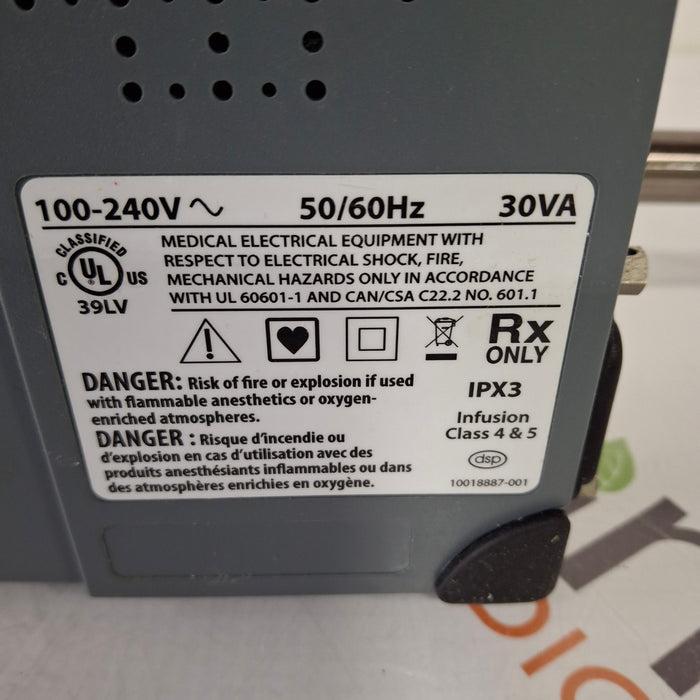 100-240V ~ 50/60Hz 30VA
CLASSIFIED
C UL US
39LV
MEDICAL ELECTRICAL EQUIPMENT WITH
RESPECT TO ELECTRICAL SHOCK, FIRE,
MECHANICAL HAZARDS ONLY IN ACCORDANCE
WITH UL 60601-1 AND CAN/CSA C22.2 NO. 601.1
Rx
ONLY
DANGER: Risk of fire or explosion if used
with flammable anesthetics or oxygen-
enriched atmospheres.
DANGER : Risque d'incendie ou
d'explosion en cas d'utilisation avec des
produits anesthésiants inflammables ou dans
des atmosphères enrichies en oxygène.
IPX3
Infusion
Class 4 & 5
dsp
10018887-001